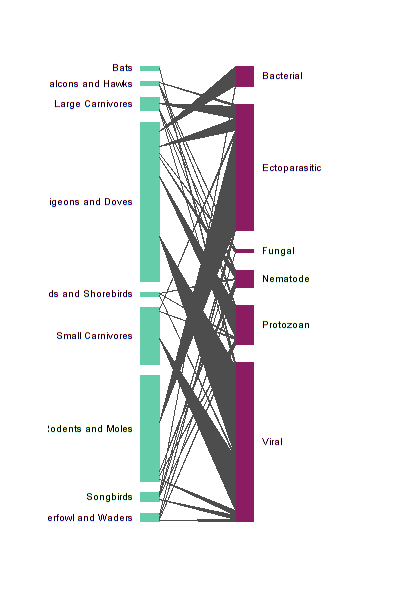 Bats
alcons and Hawks
Large Carnivores
igeons and Doves
ds and Shorebirds
Small Carnivores
odents and Moles
Songbirds
erfowl and Waders
Bacterial
Ectoparasitic
Fungal
Nematode
Protozoan
Viral